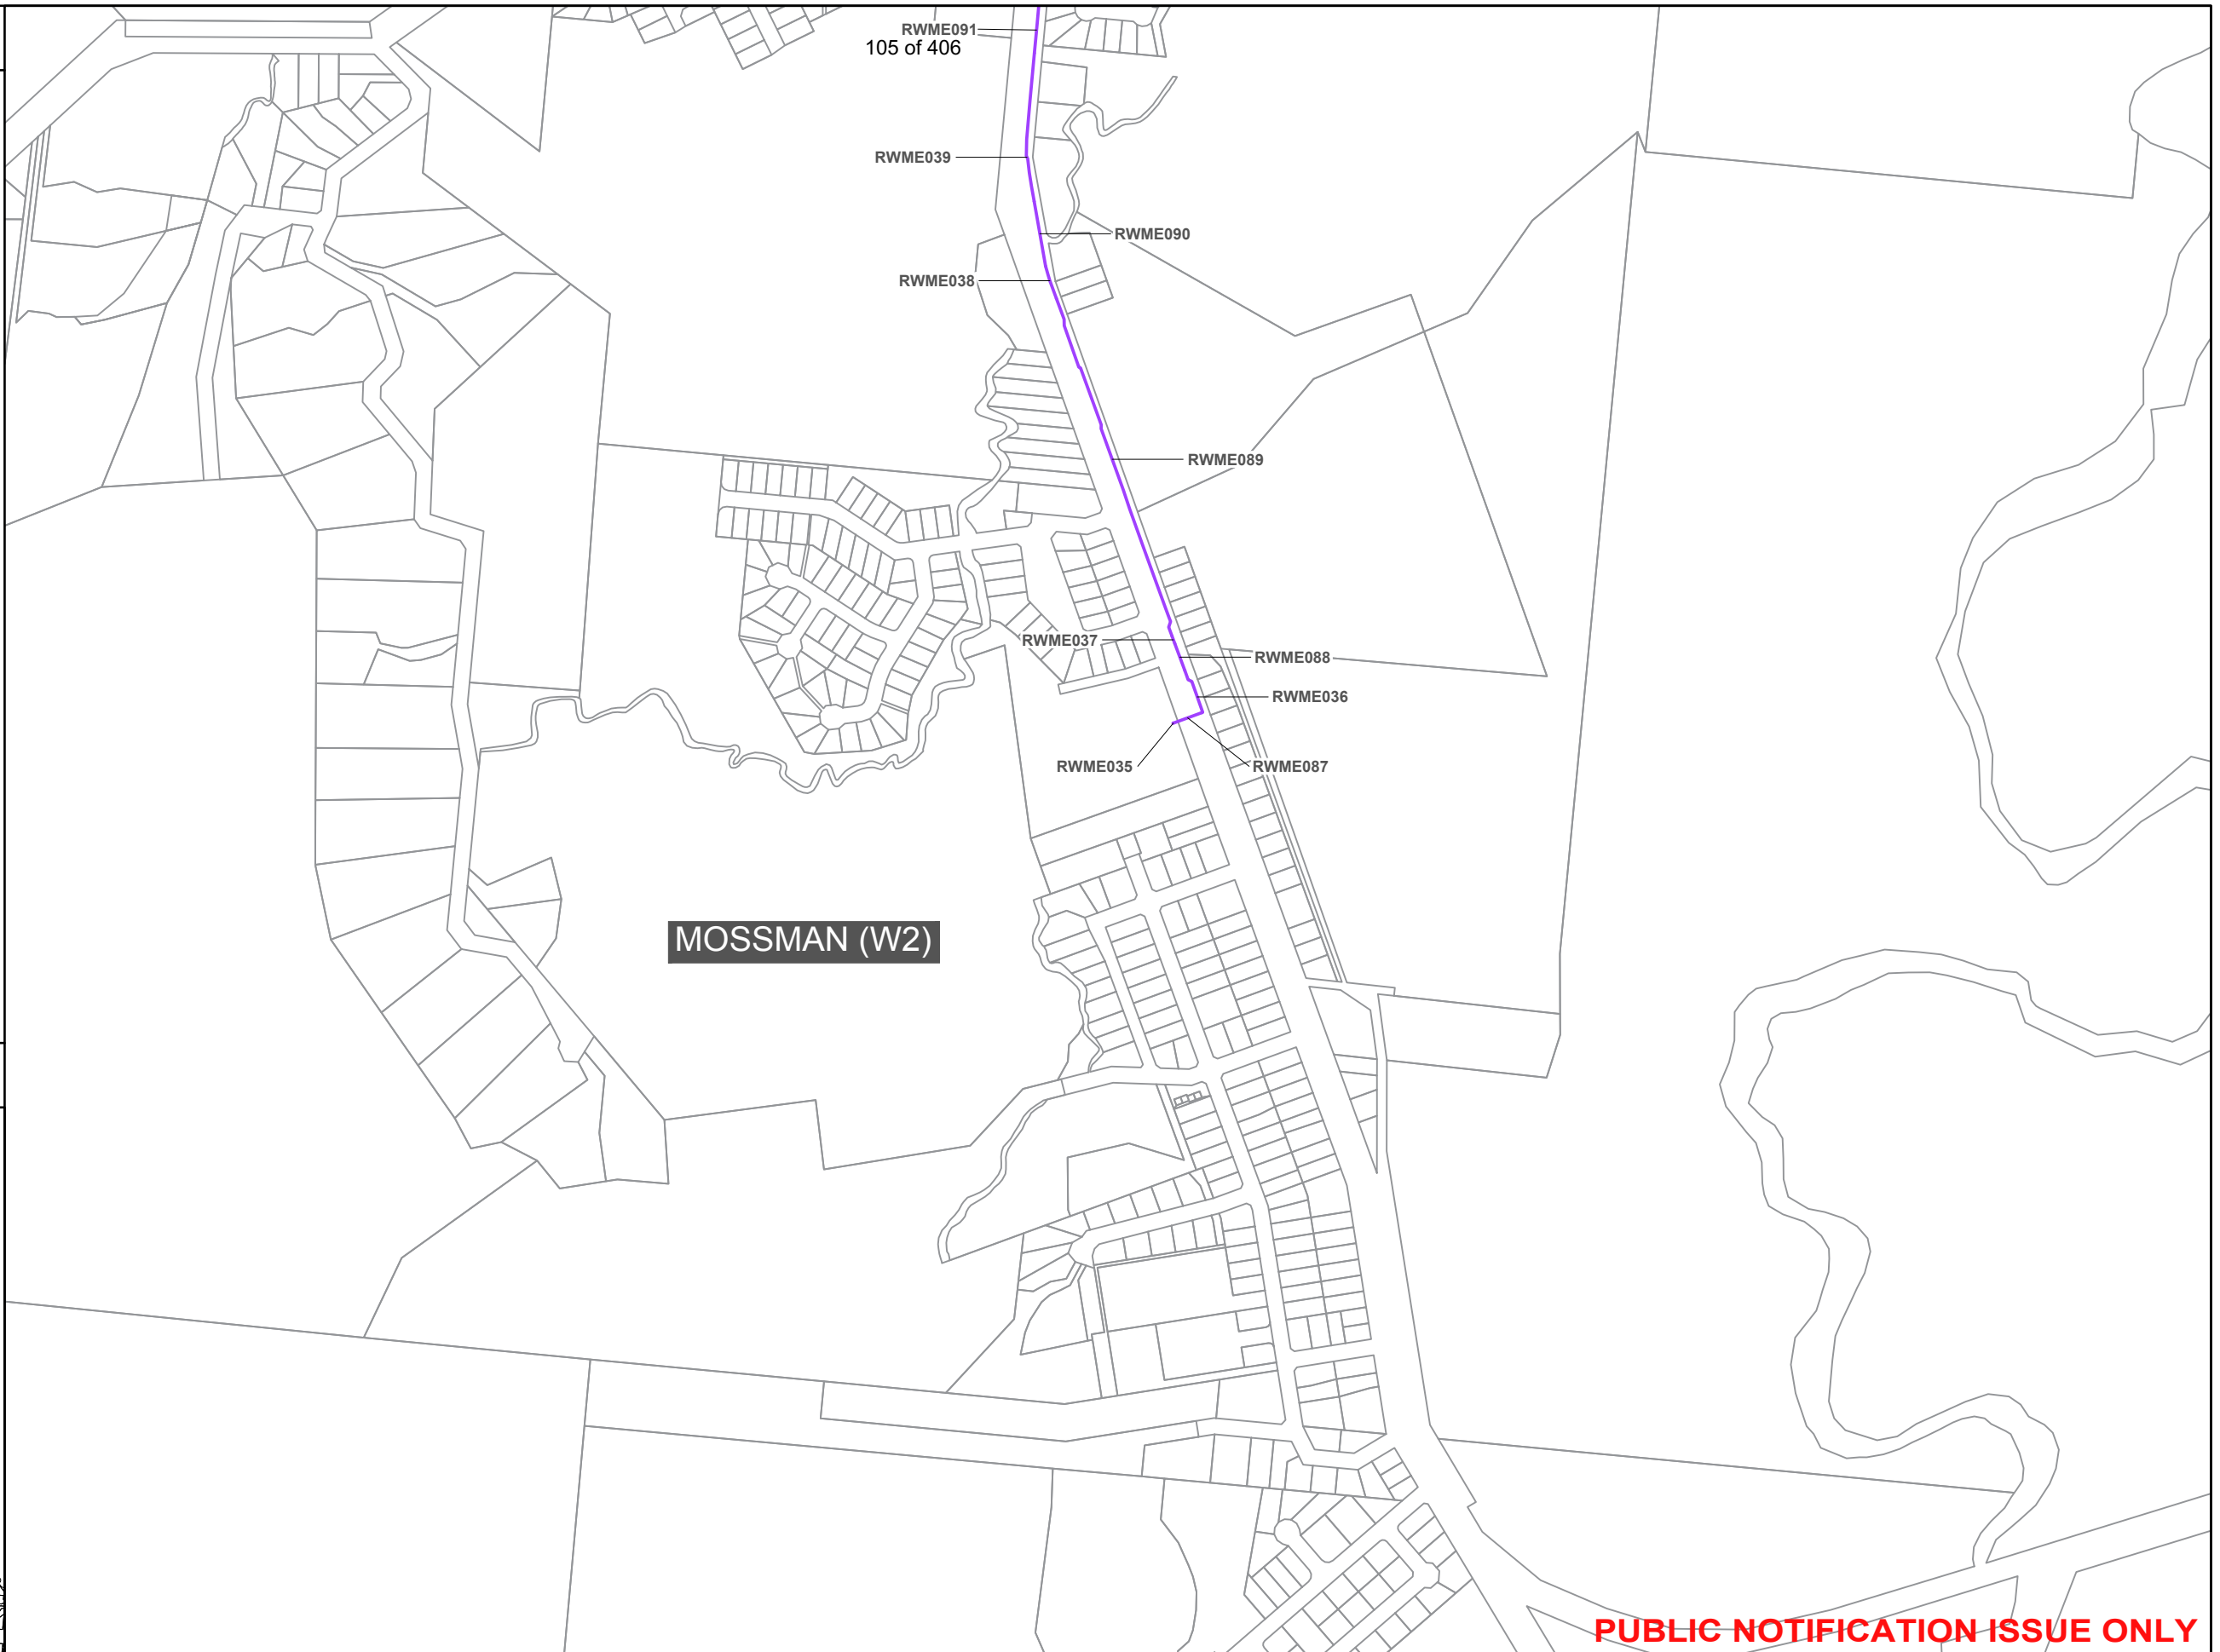 RWME091
105 of 406
RWME039
RWME090
RWME038
RWME089
RWME037
RWME088
RWME036
RWME035
RWME087
MOSSMAN (W2)
PUBLIC NOTIFICATION ISSUE ONLY